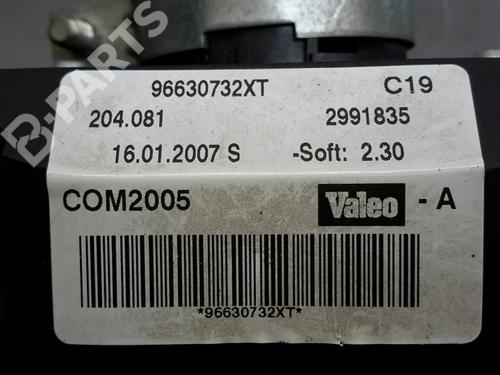 96630732XT C19
204.081 2991835
16.01.2007 S -Soft: 2.30
COM2005 Valeo - A
*96630732XT*
B-PARTS